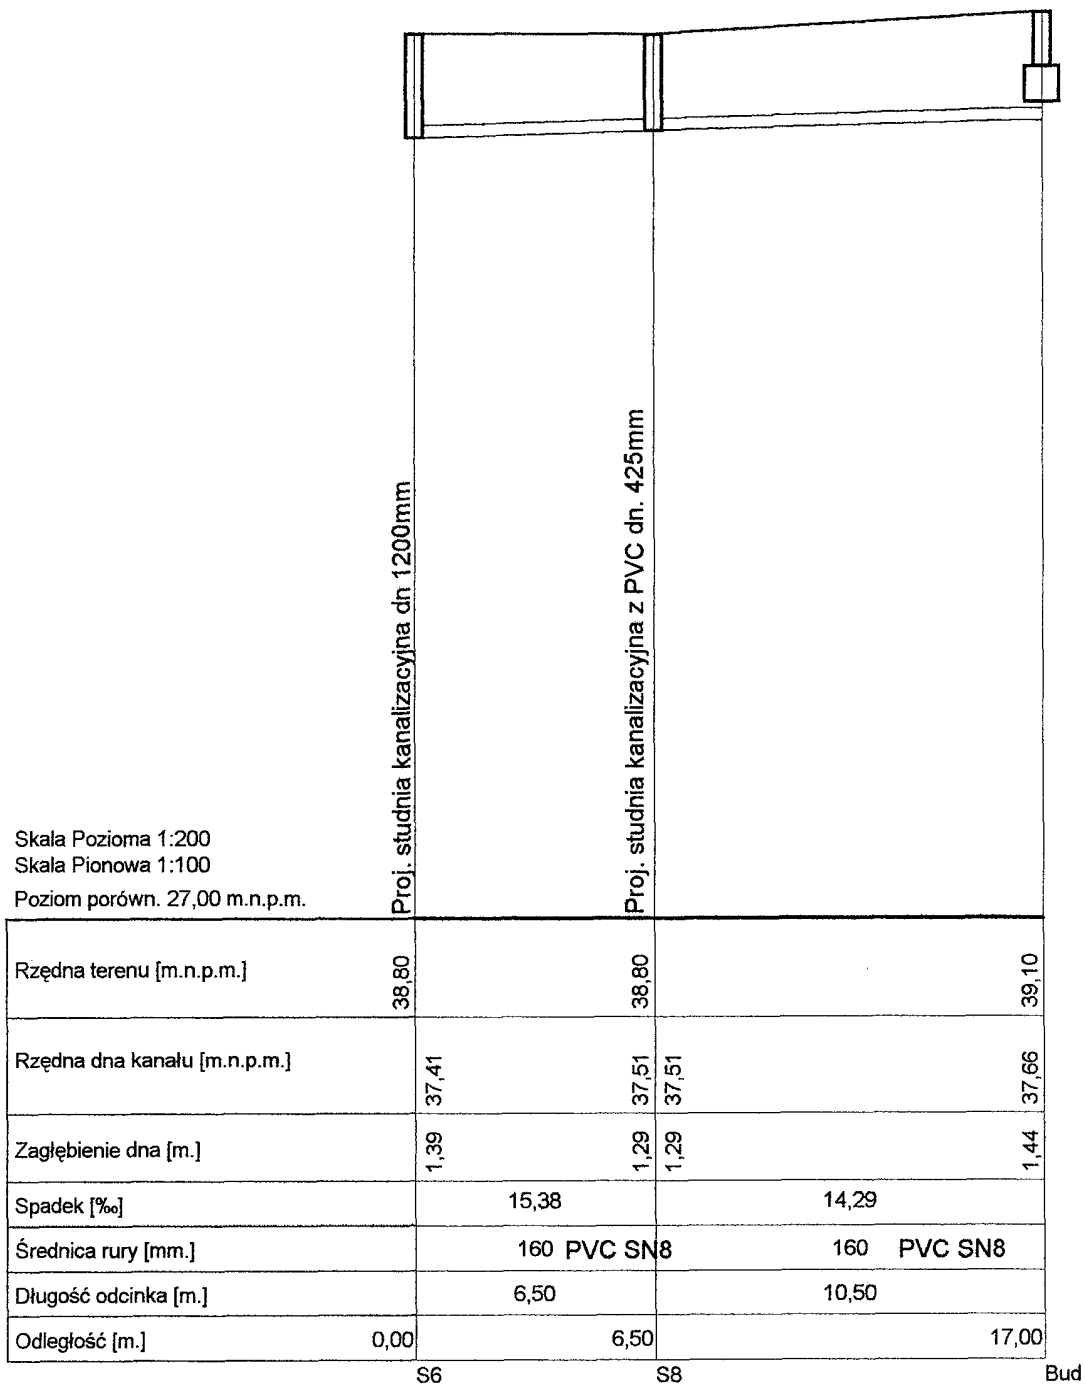 Proj. studnia kanalizacyjna dn 1200mm
Proj. studnia kanalizacyjna z PVC dn. 425mm
Skala Pozioma 1:200
Skala Pionowa 1:100
Poziom porówn. 27,00 m.n.p.m.
Rzędna terenu [m.n.p.m.] 38,80 38,80 39,10
Rzędna dna kanału [m.n.p.m.] 37,41 37,51 37,51 37,66
Zagłębienie dna [m.] 1,39 1,29 1,29 1,44
Spadek [‰] 15,38 14,29
Średnica rury [mm.] 160 PVC SN8 160 PVC SN8
Długość odcinka [m.] 6,50 10,50
Odległość [m.] 0,00 6,50 17,00
S6 S8 Bud